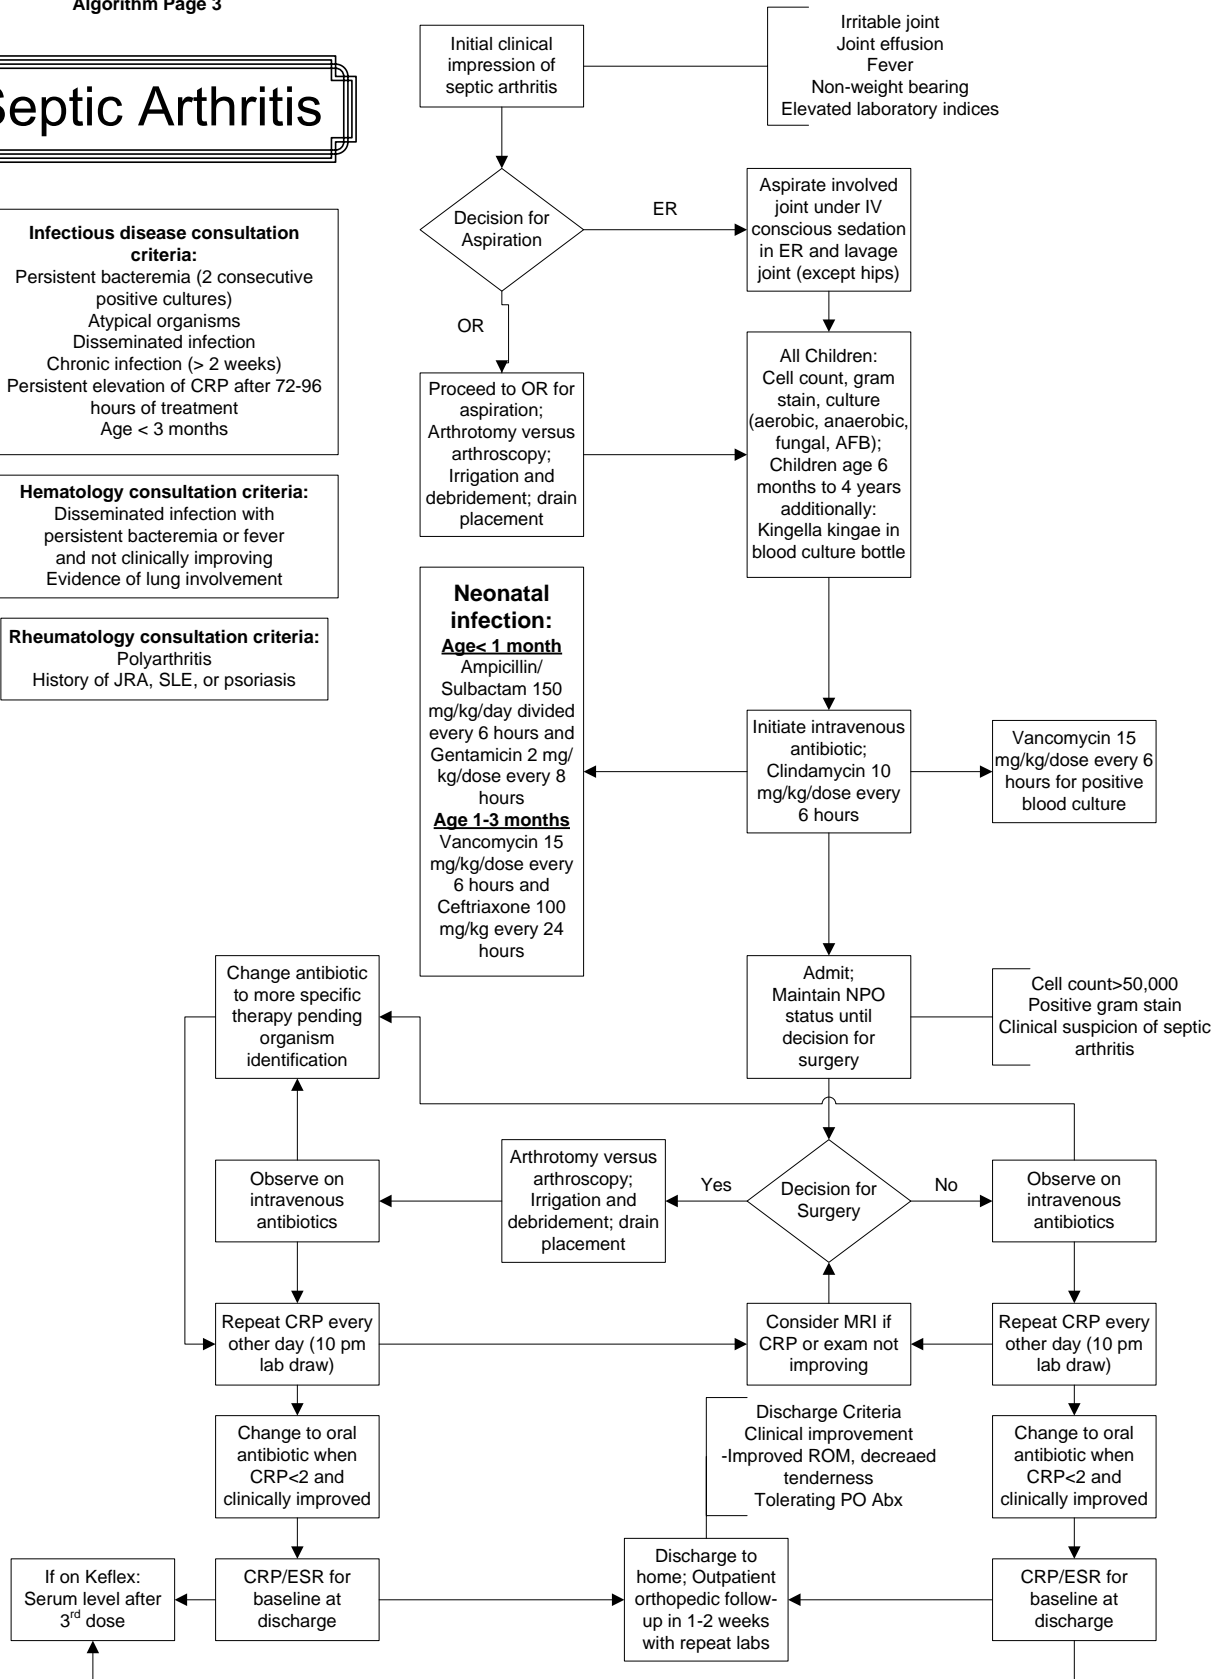 Algorithm Page 3
Septic Arthritis
Initial clinical
impression of
septic arthritis
Irritable joint
Joint effusion
Fever
Non-weight bearing
Elevated laboratory indices
Decision for
Aspiration
ER
Aspirate involved
joint under IV
conscious sedation
in ER and lavage
joint (except hips)
OR
Proceed to OR for
aspiration;
Arthrotomy versus
arthroscopy;
Irrigation and
debridement; drain
placement
All Children:
Cell count, gram
stain, culture
(aerobic, anaerobic,
fungal, AFB);
Children age 6
months to 4 years
additionally:
Kingella kingae in
blood culture bottle
Infectious disease consultation
criteria:
Persistent bacteremia (2 consecutive
positive cultures)
Atypical organisms
Disseminated infection
Chronic infection (> 2 weeks)
Persistent elevation of CRP after 72-96
hours of treatment
Age < 3 months
Hematology consultation criteria:
Disseminated infection with
persistent bacteremia or fever
and not clinically improving
Evidence of lung involvement
Rheumatology consultation criteria:
Polyarthritis
History of JRA, SLE, or psoriasis
Neonatal
infection:
Age< 1 month
Ampicillin/
Sulbactam 150
mg/kg/day divided
every 6 hours and
Gentamicin 2 mg/
kg/dose every 8
hours
Age 1-3 months
Vancomycin 15
mg/kg/dose every
6 hours and
Ceftriaxone 100
mg/kg every 24
hours
Initiate intravenous
antibiotic;
Clindamycin 10
mg/kg/dose every
6 hours
Vancomycin 15
mg/kg/dose every 6
hours for positive
blood culture
Change antibiotic
to more specific
therapy pending
organism
identification
Admit;
Maintain NPO
status until
decision for
surgery
Cell count>50,000
Positive gram stain
Clinical suspicion of septic
arthritis
Observe on
intravenous
antibiotics
Arthrotomy versus
arthroscopy;
Irrigation and
debridement; drain
placement
Yes
Decision for
Surgery
No
Observe on
intravenous
antibiotics
Repeat CRP every
other day (10 pm
lab draw)
Consider MRI if
CRP or exam not
improving
Repeat CRP every
other day (10 pm
lab draw)
Change to oral
antibiotic when
CRP<2 and
clinically improved
Discharge Criteria
Clinical improvement
-Improved ROM, decreaed
tenderness
Tolerating PO Abx
Change to oral
antibiotic when
CRP<2 and
clinically improved
If on Keflex:
Serum level after
3rd dose
CRP/ESR for
baseline at
discharge
Discharge to
home; Outpatient
orthopedic follow-
up in 1-2 weeks
with repeat labs
CRP/ESR for
baseline at
discharge